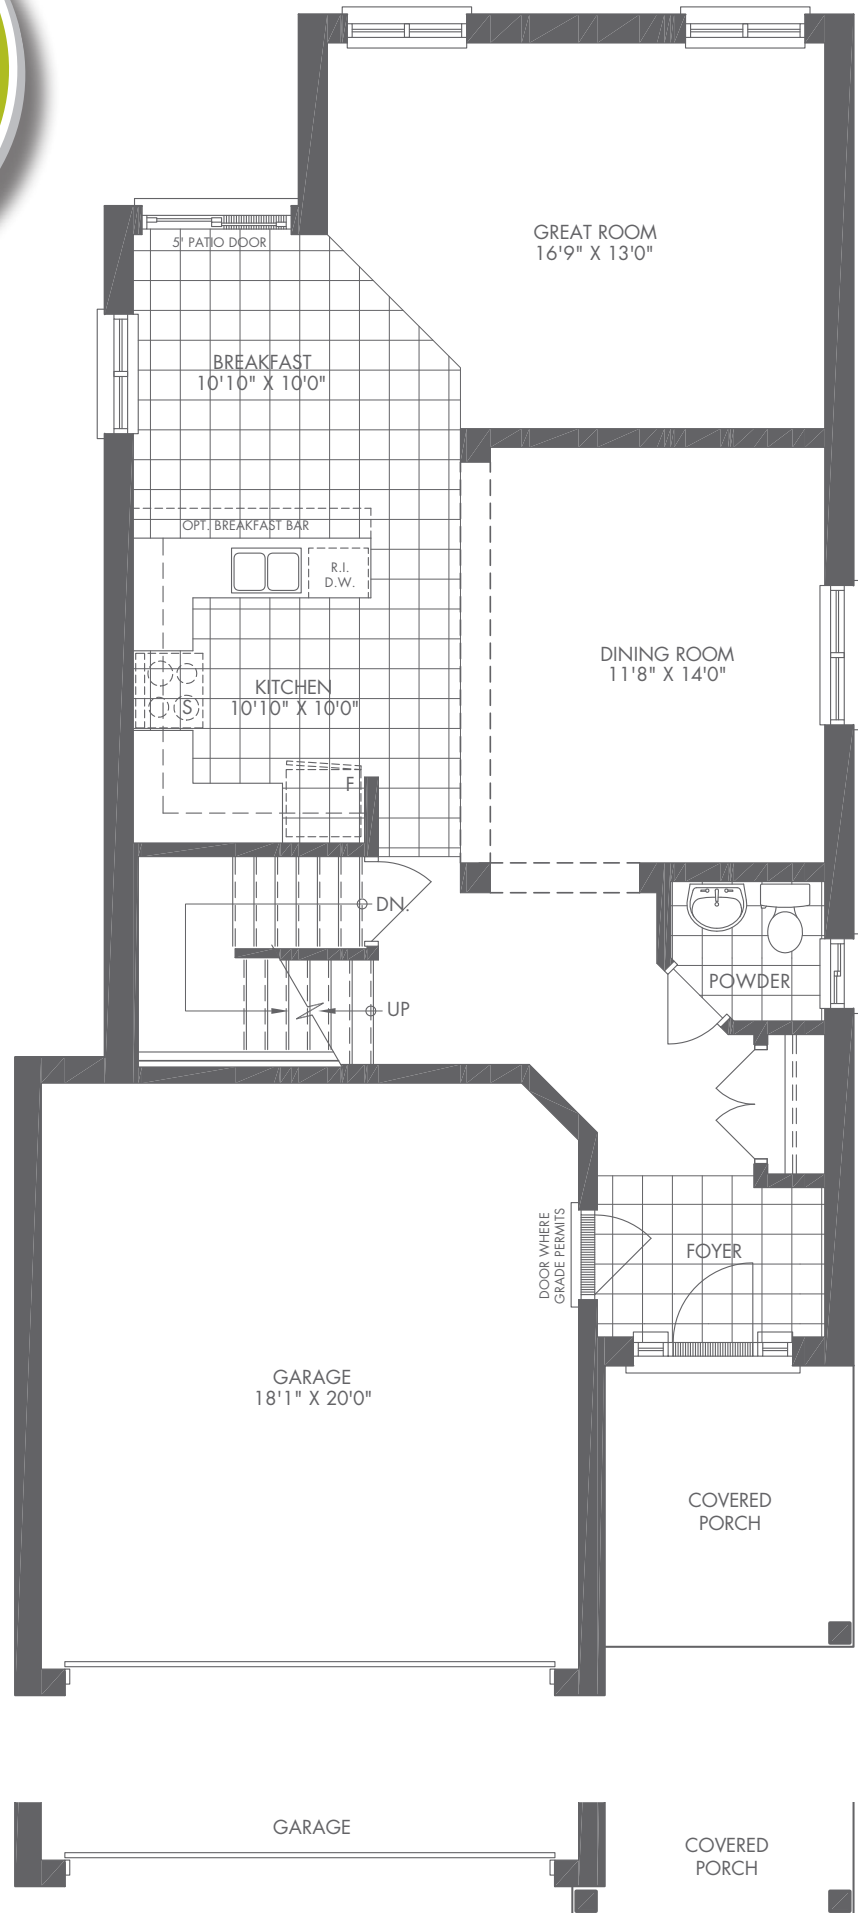 GREAT ROOM
16'9" X 13'0"
5' PATIO DOOR
BREAKFAST
10'10" X 10'0"
OPT. BREAKFAST BAR
R.I.
D.W.
DINING ROOM
11'8" X 14'0"
KITCHEN
10'10" X 10'0"
S
F
DN.
POWDER
UP
DOOR WHERE
GRADE PERMITS
FOYER
GARAGE
18'1" X 20'0"
COVERED
PORCH
GARAGE
COVERED
PORCH